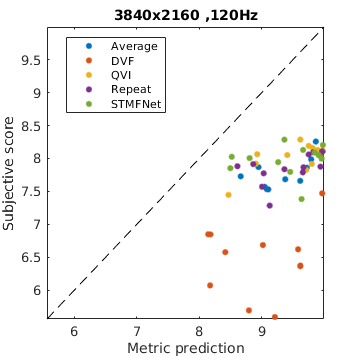 3840x2160 ,120Hz
Average
DVF
QVI
Repeat
STMFNet
Subjective score
9.5
9
8.5
8
7.5
7
6.5
6
6
7
8
9
Metric prediction